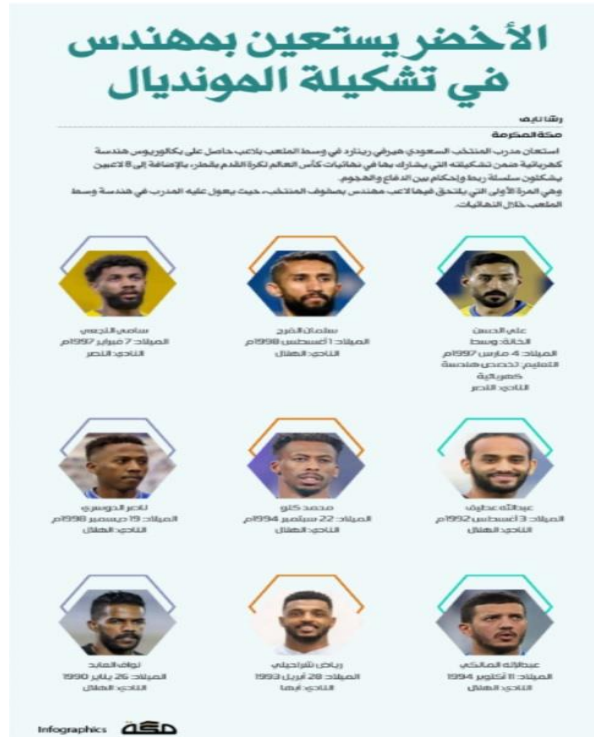 الأخضر يستعين بمهندس
في تشكيلة المونديال
رشا نايف
مكة المكرمة
استعان مدرب المنتخب السعودي هيرفي رينارد في وسط الملعب بلاعب حاصل على بكالوريوس هندسة
كهربائية ضمن تشكيلته التي يشارك بها في نهائيات كأس العالم لكرة القدم بقطر، بالإضافة إلى 8 لاعبين
يشكلون سلسلة ربط وإحكام بين الدفاع والهجوم.
وهي المرة الأولى التي يلتحق فيها لاعب مهندس بصفوف المنتخب، حيث يعول عليه المدرب في هندسة وسط
الملعب خلال النهائيات.
علي الحسن
الخانة: وسط
الميلاد: 4 مارس 1997م
التعليم: تخصص هندسة
كهربائية
النادي: النصر
سلمان الفرج
الميلاد: 1 أغسطس 1998م
النادي: الهلال
سامي النجعي
الميلاد: 7 فبراير 1997م
النادي: النصر
عبدالله عطيف
الميلاد: 3 أغسطس 1992م
النادي: الهلال
محمد كنو
الميلاد: 22 سبتمبر 1994م
النادي: الهلال
ناصر الدوسري
الميلاد: 19 ديسمبر 1998م
النادي: الهلال
عبدالإله المالكي
الميلاد: 11 أكتوبر 1994
النادي: الهلال
رياض شراحيلي
الميلاد: 28 أبريل 1993
النادي: أبها
نواف العابد
الميلاد: 26 يناير 1990
النادي: الهلال
Infographics مكة